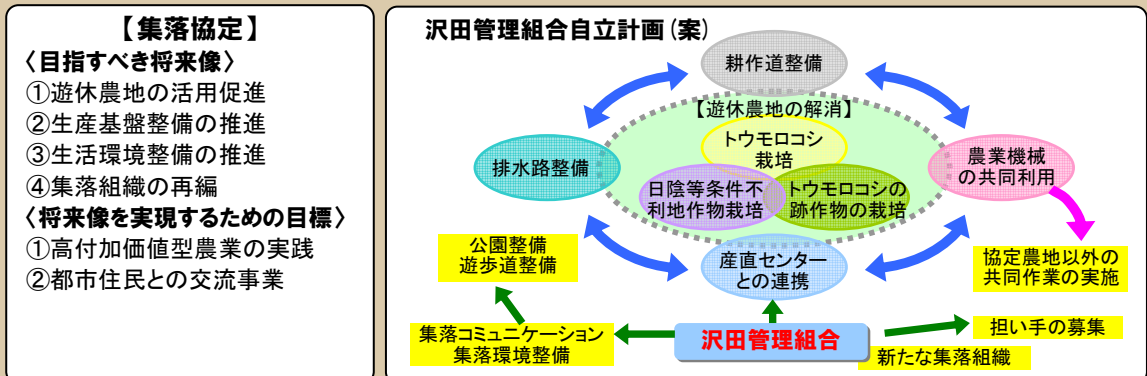 【集落協定】
〈目指すべき将来像〉
①遊休農地の活用促進
②生産基盤整備の推進
③生活環境整備の推進
④集落組織の再編
〈将来像を実現するための目標〉
①高付加価値型農業の実践
②都市住民との交流事業
沢田管理組合自立計画(案)
耕作道整備
【遊休農地の解消】
トウモロコシ
栽培
排水路整備
農業機械
の共同利用
日陰等条件不
利地作物栽培
トウモロコシの
跡作物の栽培
公園整備
遊歩道整備
産直センター
との連携
協定農地以外の
共同作業の実施
集落コミュニケーション
集落環境整備
沢田管理組合
担い手の募集
新たな集落組織